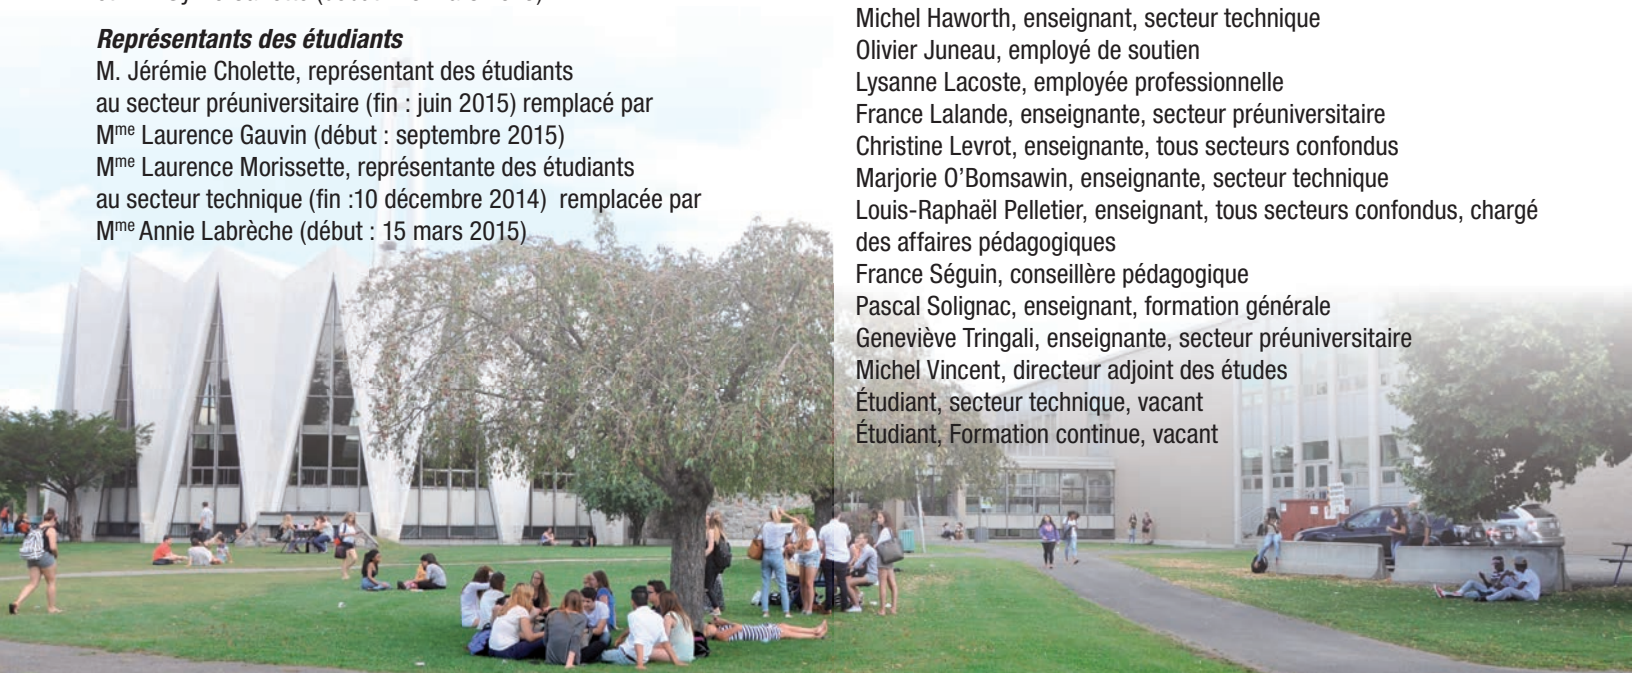 Représentants des étudiants
M. Jérémie Cholette, représentant des étudiants
au secteur préuniversitaire (fin : juin 2015) remplacé par
Mme Laurence Gauvin (début : septembre 2015)
Mme Laurence Morissette, représentante des étudiants
au secteur technique (fin :10 décembre 2014)  remplacée par
Mme Annie Labrèche (début : 15 mars 2015)
Michel Haworth, enseignant, secteur technique
Olivier Juneau, employé de soutien
Lysanne Lacoste, employée professionnelle
France Lalande, enseignante, secteur préuniversitaire
Christine Levrot, enseignante, tous secteurs confondus
Marjorie O’Bomsawin, enseignante, secteur technique
Louis-Raphaël Pelletier, enseignant, tous secteurs confondus, chargé
des affaires pédagogiques
France Séguin, conseillère pédagogique
Pascal Solignac, enseignant, formation générale
Geneviève Tringali, enseignante, secteur préuniversitaire
Michel Vincent, directeur adjoint des études
Étudiant, secteur technique, vacant
Étudiant, Formation continue, vacant